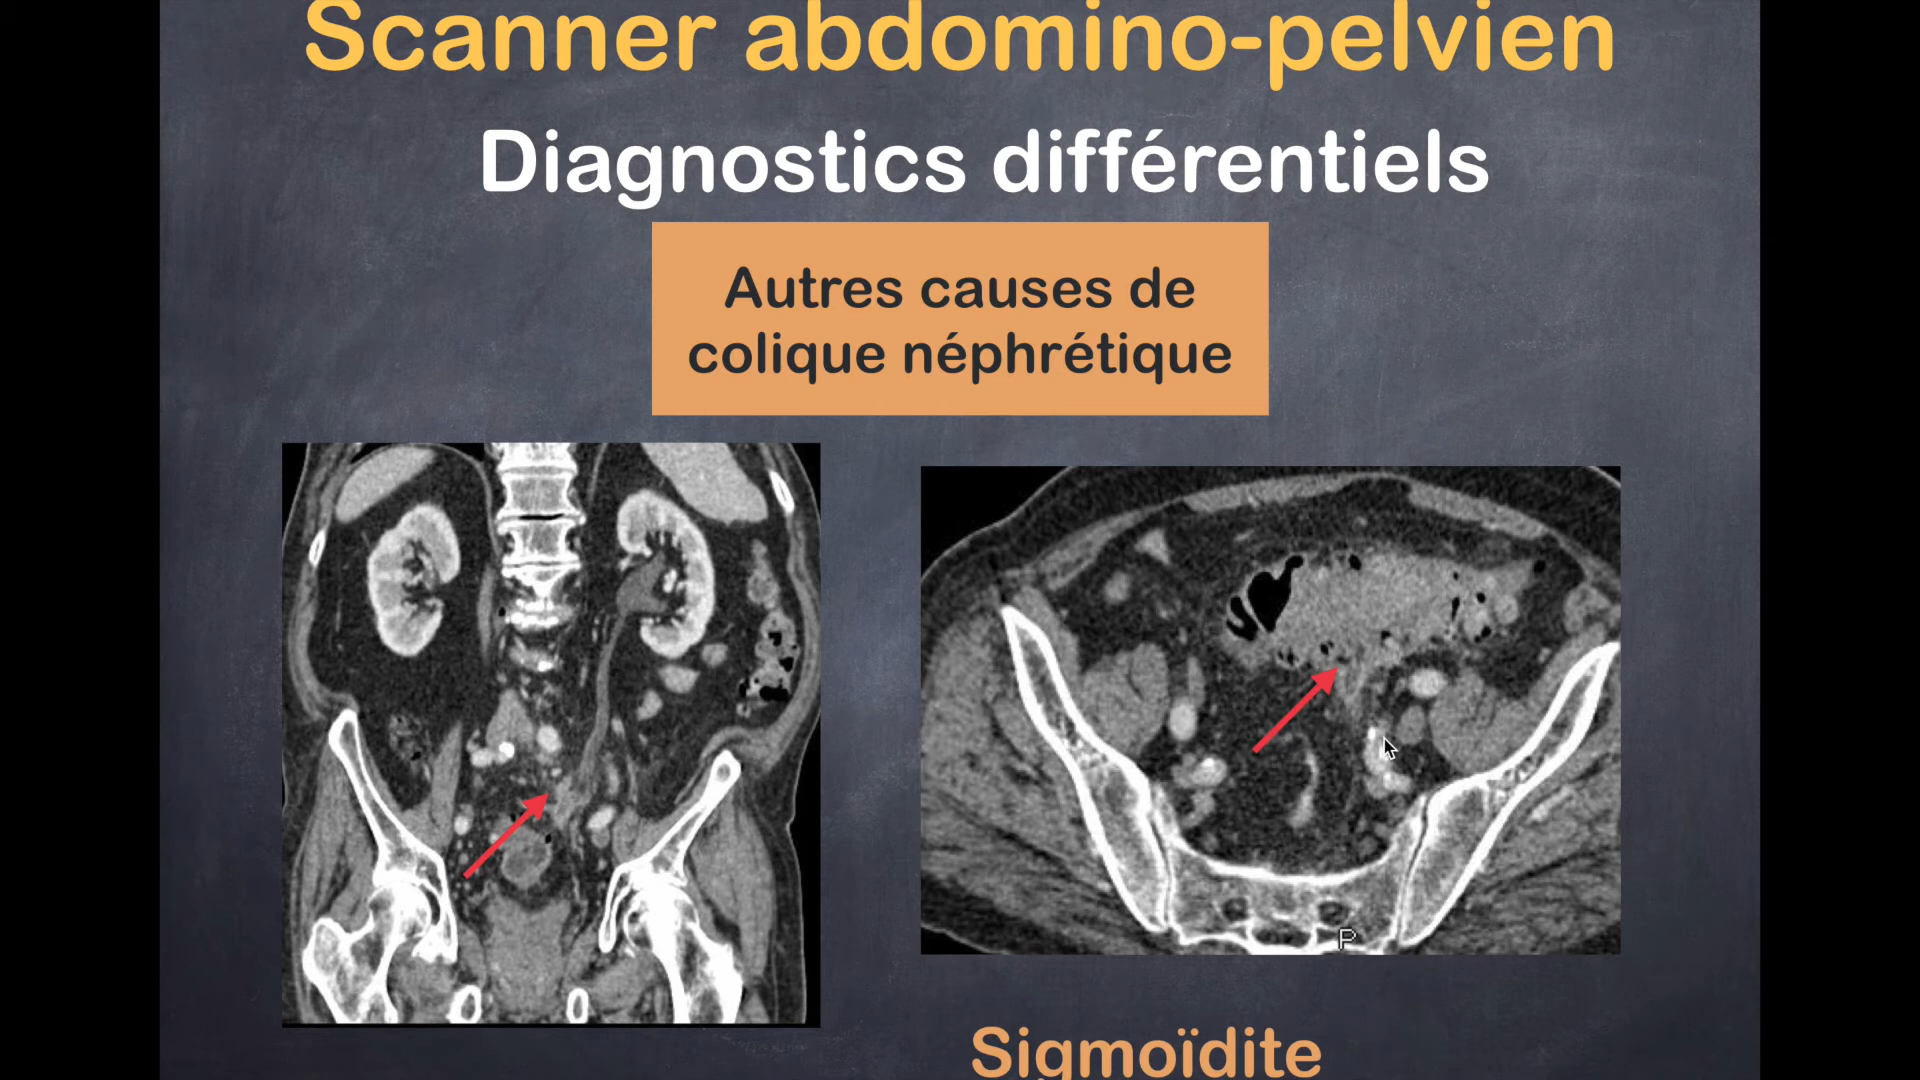 Scanner abdomino-pelvien
Diagnostics différentiels
Autres causes de
colique néphrétique
P
Sigmoïdite